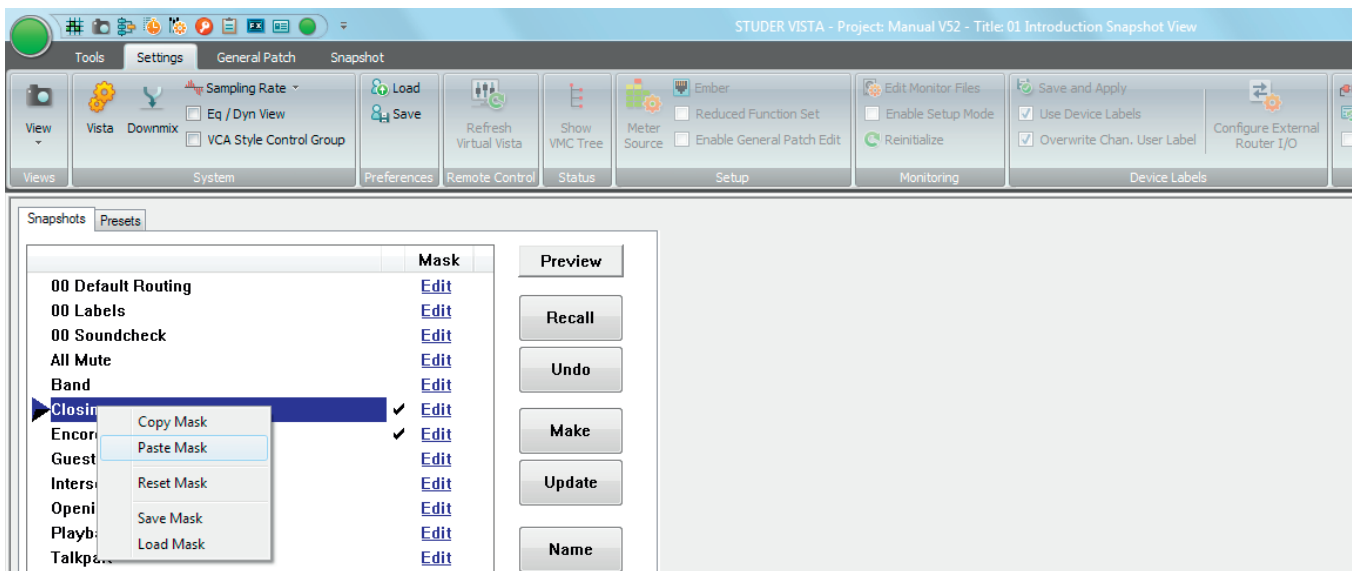 STUDER VISTA - Project: Manual V52 - Title: 01 Introduction Snapshot View
FX
Tools Settings General Patch Snapshot
View
Views
Vista Downmix Sampling Rate
Eq / Dyn View
VCA Style Control Group
System
Load
Save
Preferences
Refresh
Virtual Vista
Remote Control
Show
VMC Tree
Status
Meter
Source
Ember
Reduced Function Set
Enable General Patch Edit
Setup
Edit Monitor Files
Enable Setup Mode
Reinitialize
Monitoring
Save and Apply
Use Device Labels
Overwrite Chan. User Label
Configure External
Router I/O
Device Labels
Snapshots Presets
Mask
00 Default Routing Edit
00 Labels Edit
00 Soundcheck Edit
All Mute Edit
Band Edit
Edit
Edit
Guest Edit
Edit
Edit
Edit
Edit
Copy Mask
Paste Mask
Reset Mask
Save Mask
Load Mask
Preview
Recall
Undo
Make
Update
Name